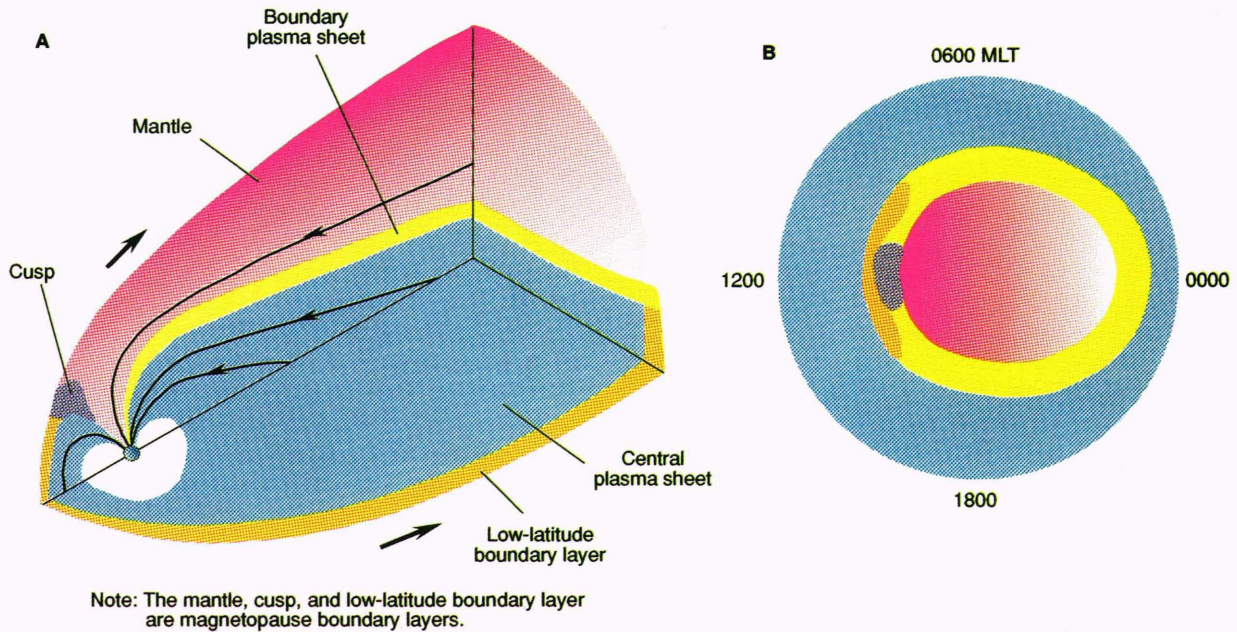 A
Boundary
plasma sheet
Mantle
Cusp
Central
plasma sheet
Low-latitude
boundary layer
Note: The mantle, cusp, and low-latitude boundary layer
are magnetopause boundary layers.
B
0600 MLT
1200
0000
1800